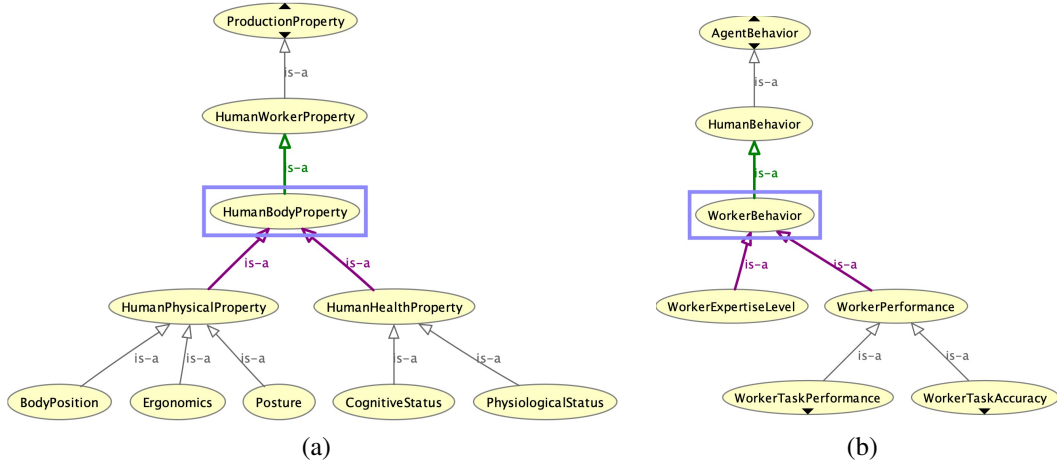 ProductionProperty
is-a
HumanWorkerProperty
is-a
HumanBodyProperty
is-a is-a
HumanPhysicalProperty HumanHealthProperty
is-a is-a is-a is-a is-a
BodyPosition Ergonomics Posture CognitiveStatus PhysiologicalStatus
(a)
AgentBehavior
is-a
HumanBehavior
is-a
WorkerBehavior
is-a is-a
WorkerExpertiseLevel WorkerPerformance
is-a is-a
WorkerTaskPerformance WorkerTaskAccuracy
(b)